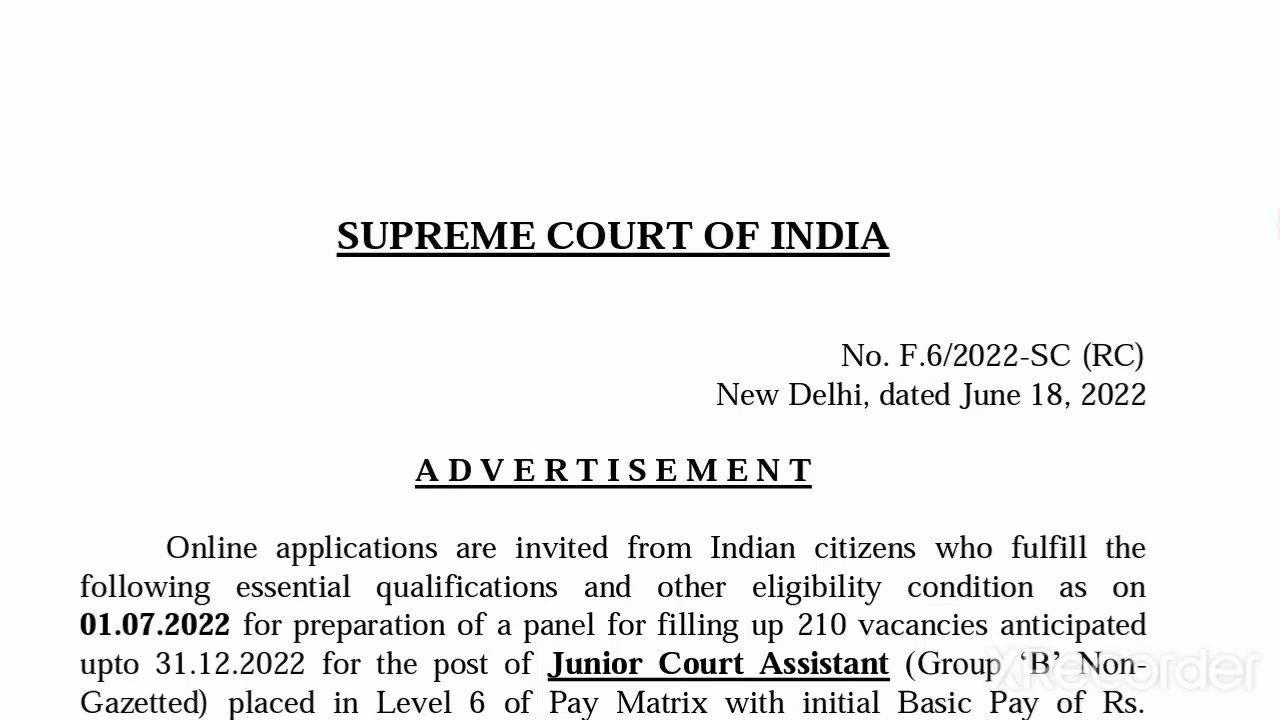 SUPREME COURT OF INDIA
No. F.6/2022-SC (RC)
New Delhi, dated June 18, 2022
A D V E R T I S E M E N T
Online applications are invited from Indian citizens who fulfill the
following essential qualifications and other eligibility condition as on
01.07.2022 for preparation of a panel for filling up 210 vacancies anticipated
upto 31.12.2022 for the post of Junior Court Assistant (Group ‘B’ Non-
Gazetted) placed in Level 6 of Pay Matrix with initial Basic Pay of Rs.
XRecorder